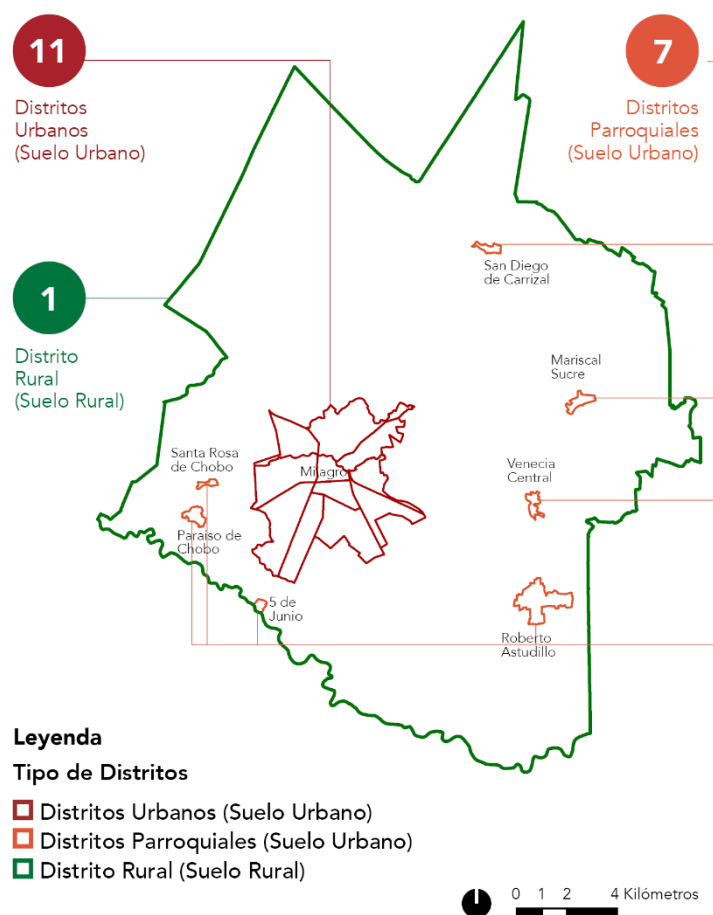 11
Distritos
Urbanos
(Suelo Urbano)
7
Distritos
Parroquiales
(Suelo Urbano)
1
Distrito
Rural
(Suelo Rural)
San Diego
de Carrizal
Mariscal
Sucre
Santa Rosa
de Chobo
Milagro
Venecia
Central
Paraíso de
Chobo
5 de
Junio
Roberto
Astudillo
Leyenda
Tipo de Distritos
Distritos Urbanos (Suelo Urbano)
Distritos Parroquiales (Suelo Urbano)
Distrito Rural (Suelo Rural)
0 1 2 4 Kilómetros